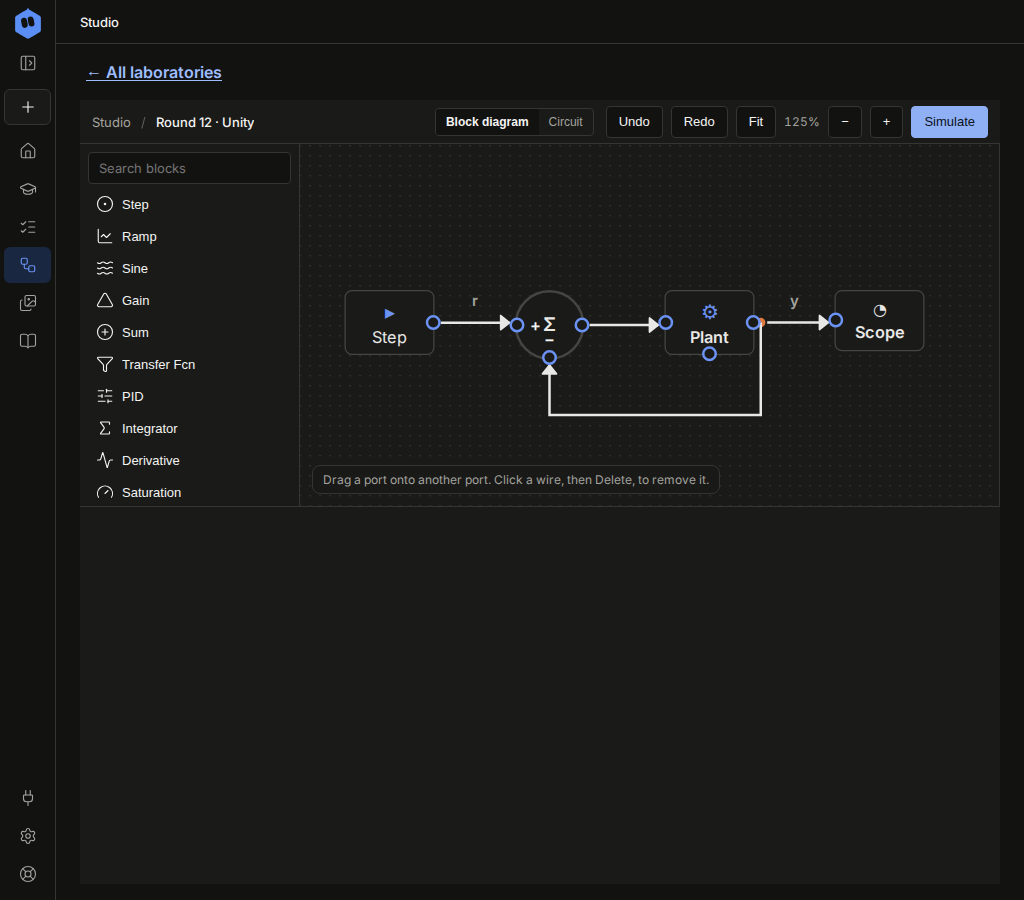 Studio
← All laboratories
Studio / Round 12 · Unity
Block diagram
Circuit
Undo
Redo
Fit
125%
−
+
Simulate
Search blocks
Step
Ramp
Sine
Gain
Sum
Transfer Fcn
PID
Integrator
Derivative
Saturation
Step
r
+ Σ
−
Plant
y
Scope
Drag a port onto another port. Click a wire, then Delete, to remove it.